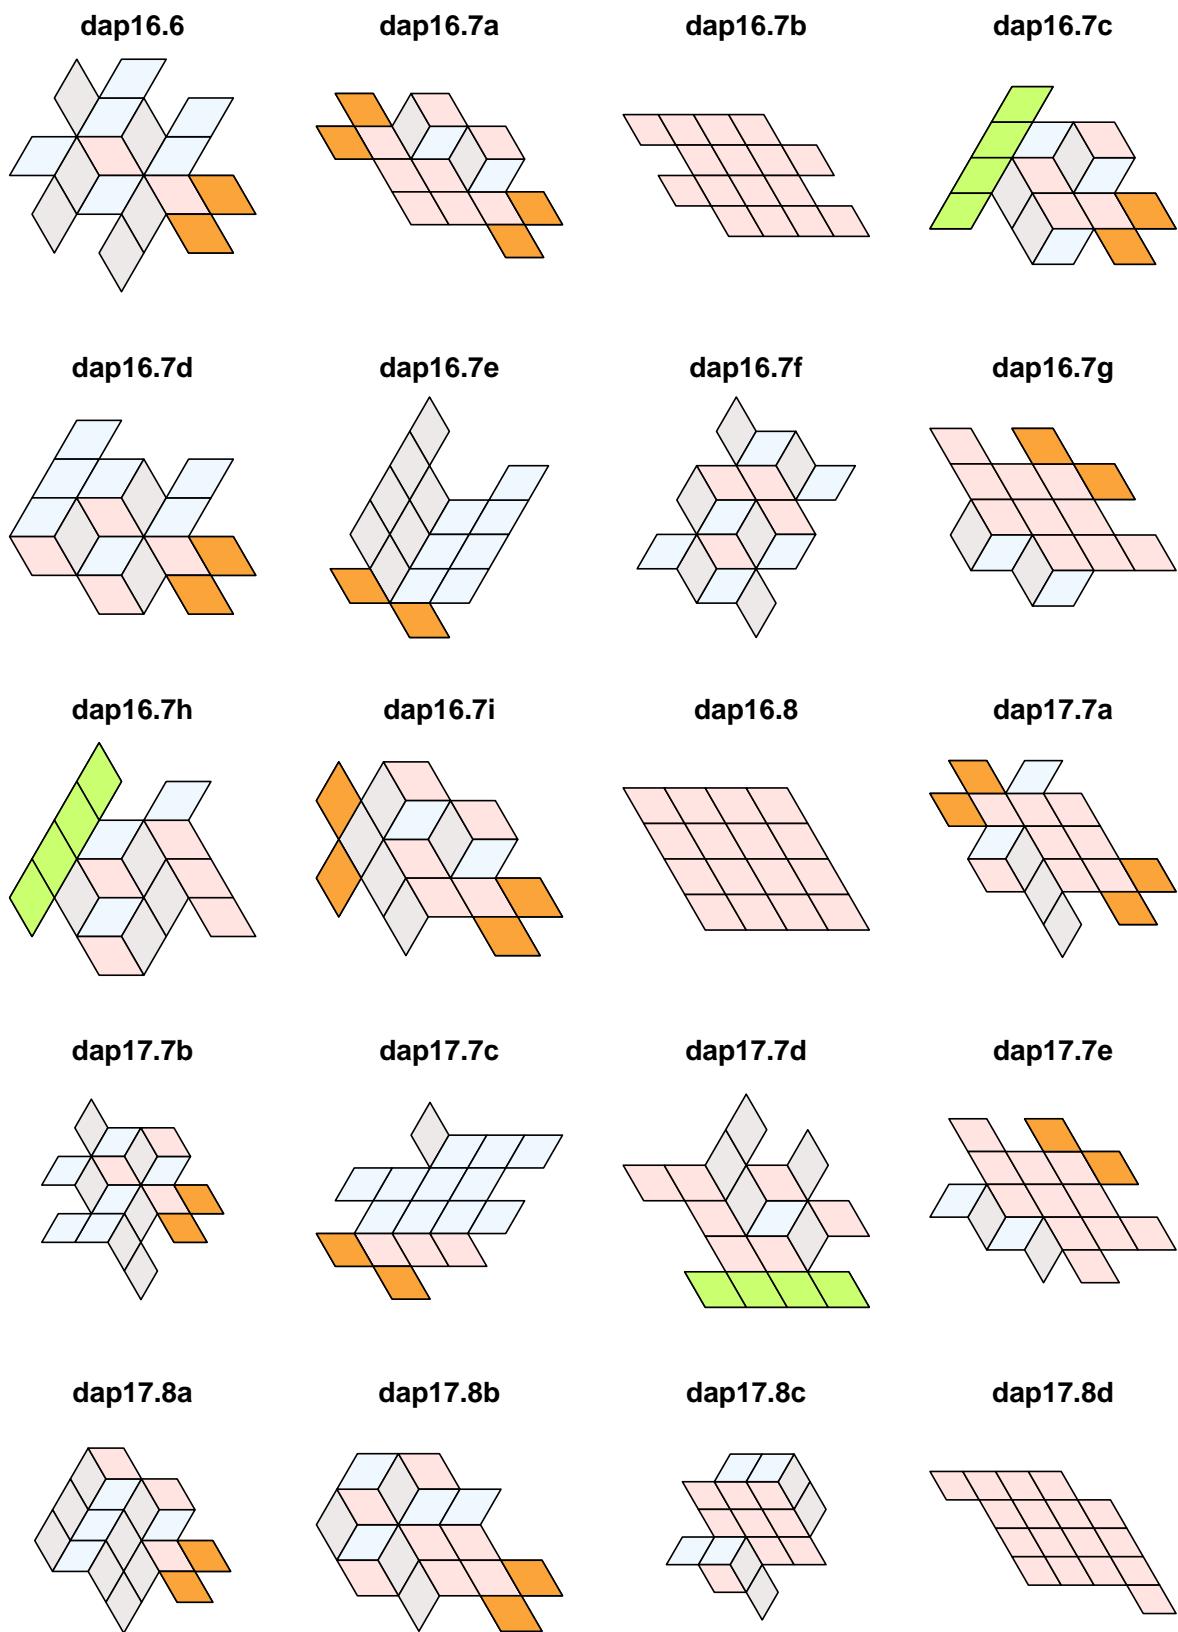 dap16.6 dap16.7a dap16.7b dap16.7c
dap16.7d dap16.7e dap16.7f dap16.7g
dap16.7h dap16.7i dap16.8 dap17.7a
dap17.7b dap17.7c dap17.7d dap17.7e
dap17.8a dap17.8b dap17.8c dap17.8d